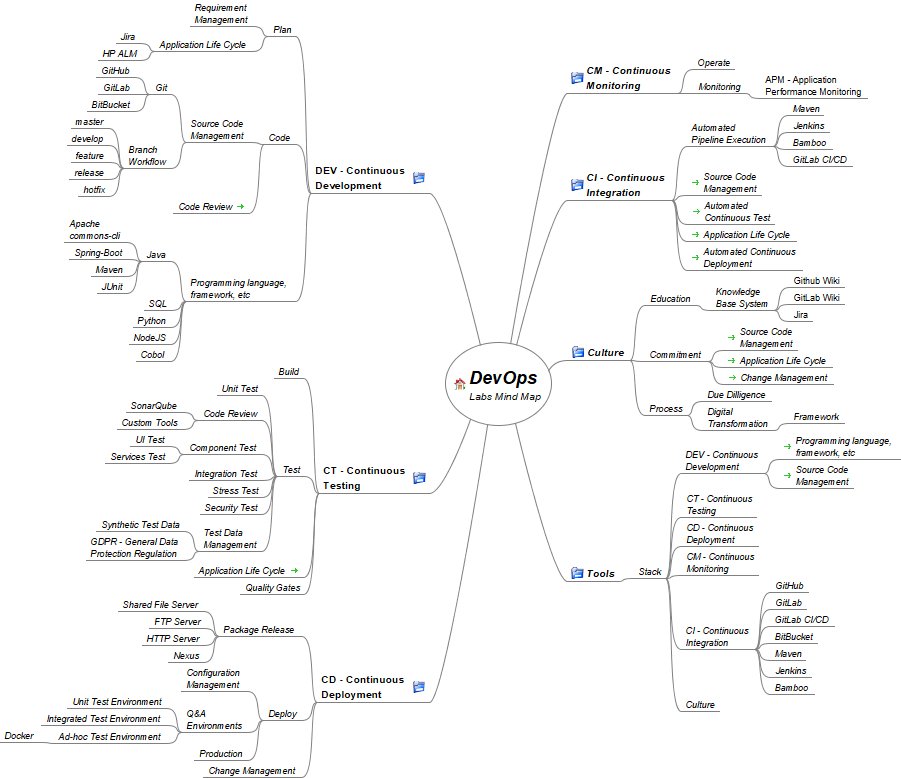 DevOps
Labs Mind Map
DEV - Continuous
Development
Plan
Requirement
Management
Application Life Cycle
Jira
HP ALM
Code
Source Code
Management
Git
GitHub
GitLab
BitBucket
Branch
Workflow
master
develop
feature
release
hotfix
Code Review
Programming language,
framework, etc
Java
Apache
commons-cli
Spring-Boot
Maven
JUnit
SQL
Python
NodeJS
Cobol
CT - Continuous
Testing
Build
Test
Unit Test
Code Review
SonarQube
Custom Tools
Component Test
UI Test
Services Test
Integration Test
Stress Test
Security Test
Test Data
Management
Synthetic Test Data
GDPR - General Data
Protection Regulation
Application Life Cycle
Quality Gates
CD - Continuous
Deployment
Package Release
Shared File Server
FTP Server
HTTP Server
Nexus
Deploy
Configuration
Management
Q&A
Environments
Unit Test Environment
Integrated Test Environment
Ad-hoc Test Environment
Docker
Production
Change Management
CM - Continuous
Monitoring
Operate
Monitoring
APM - Application
Performance Monitoring
CI - Continuous
Integration
Automated
Pipeline Execution
Maven
Jenkins
Bamboo
GitLab CI/CD
Source Code
Management
Automated
Continuous Test
Application Life Cycle
Automated Continuous
Deployment
Culture
Education
Knowledge
Base System
Github Wiki
GitLab Wiki
Jira
Commitment
Source Code
Management
Application Life Cycle
Change Management
Process
Due Dilligence
Digital
Transformation
Framework
Tools
Stack
DEV - Continuous
Development
Programming language,
framework, etc
Source Code
Management
CT - Continuous
Testing
CD - Continuous
Deployment
CM - Continuous
Monitoring
CI - Continuous
Integration
GitHub
GitLab
GitLab CI/CD
BitBucket
Maven
Jenkins
Bamboo
Culture